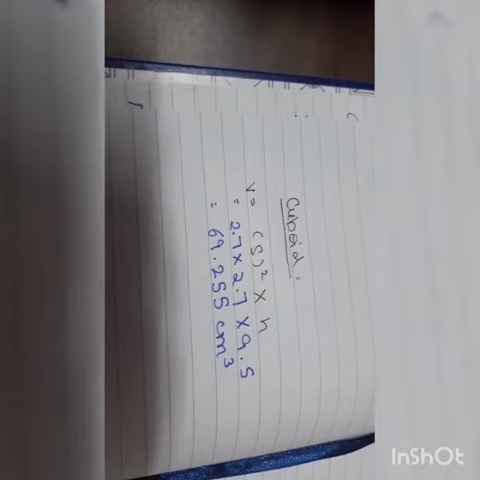 Cuboid :
V = (S)² × h
= 2.7 × 2.7 × 9.5
= 69.255 cm³
InShOt